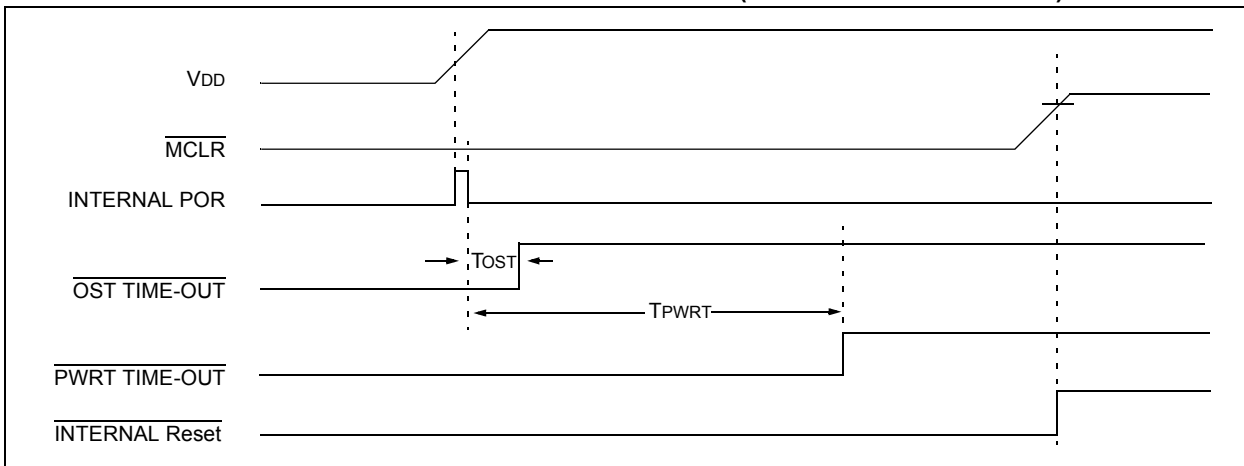 VDD
MCLR
INTERNAL POR
TOST
OST TIME-OUT
TPWRT
PWRT TIME-OUT
INTERNAL Reset